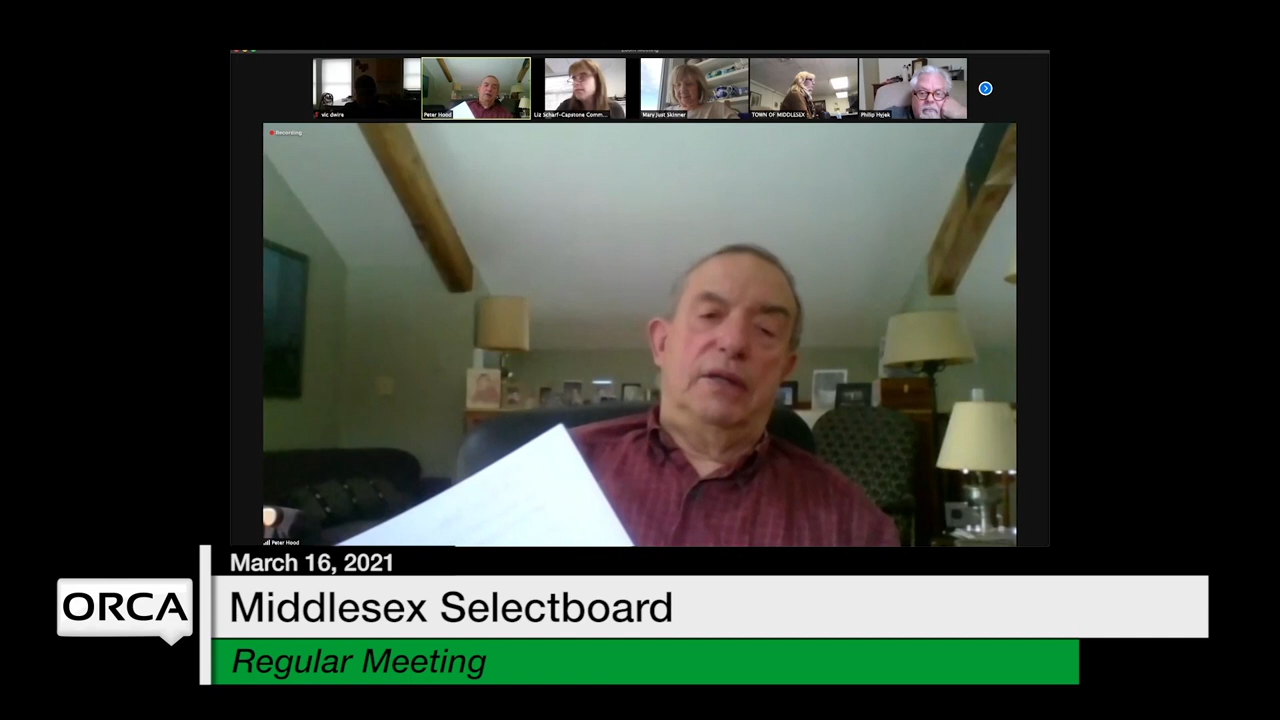 vic dwire
Peter Hood
Liz Scharf-Capstone Comm...
Mary Just Skinner
TOWN OF MIDDLESEX
Philip Hyjek
Recording
Peter Hood
March 16, 2021
ORCA
Middlesex Selectboard
Regular Meeting